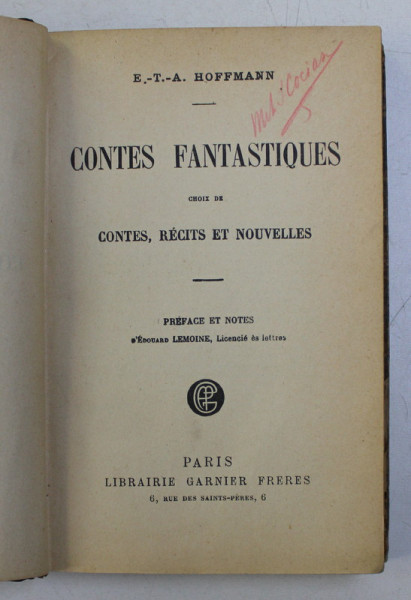 E.-T.-A. HOFFMANN
CONTES FANTASTIQUES
CHOIX DE
CONTES, RÉCITS ET NOUVELLES
PRÉFACE ET NOTES
D'ÉDOUARD LEMOINE, Licencié ès lettres
PARIS
LIBRAIRIE GARNIER FRERES
6, RUE DES SAINTS-PÈRES, 6